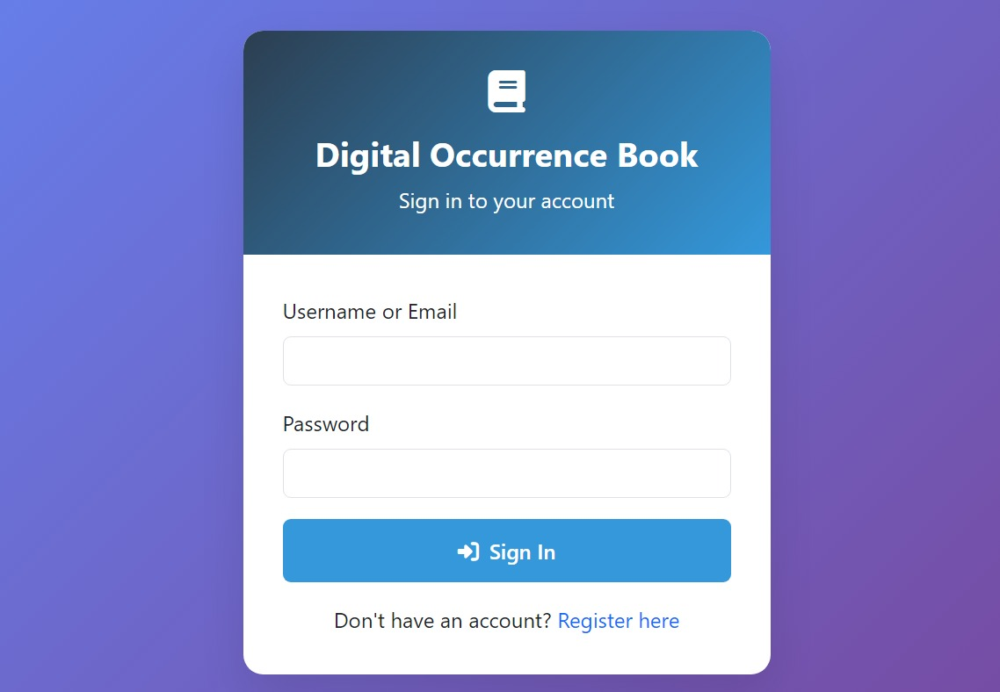 Digital Occurrence Book
Sign in to your account
Username or Email
Password
Sign In
Don't have an account? Register here